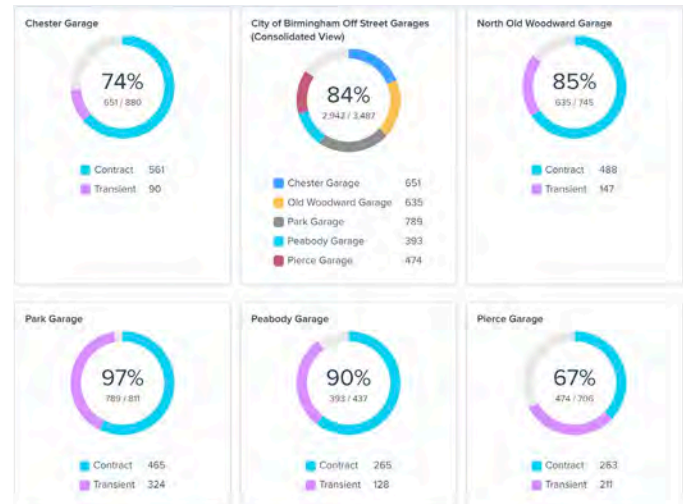 Chester Garage
74%
651 / 880
Contract 561
Transient 90
City of Birmingham Off Street Garages
(Consolidated View)
84%
2,942 / 3,487
Chester Garage 651
Old Woodward Garage 635
Park Garage 789
Peabody Garage 393
Pierce Garage 474
North Old Woodward Garage
85%
635 / 745
Contract 488
Transient 147
Park Garage
97%
789 / 811
Contract 465
Transient 324
Peabody Garage
90%
393 / 437
Contract 265
Transient 128
Pierce Garage
67%
474 / 706
Contract 263
Transient 211